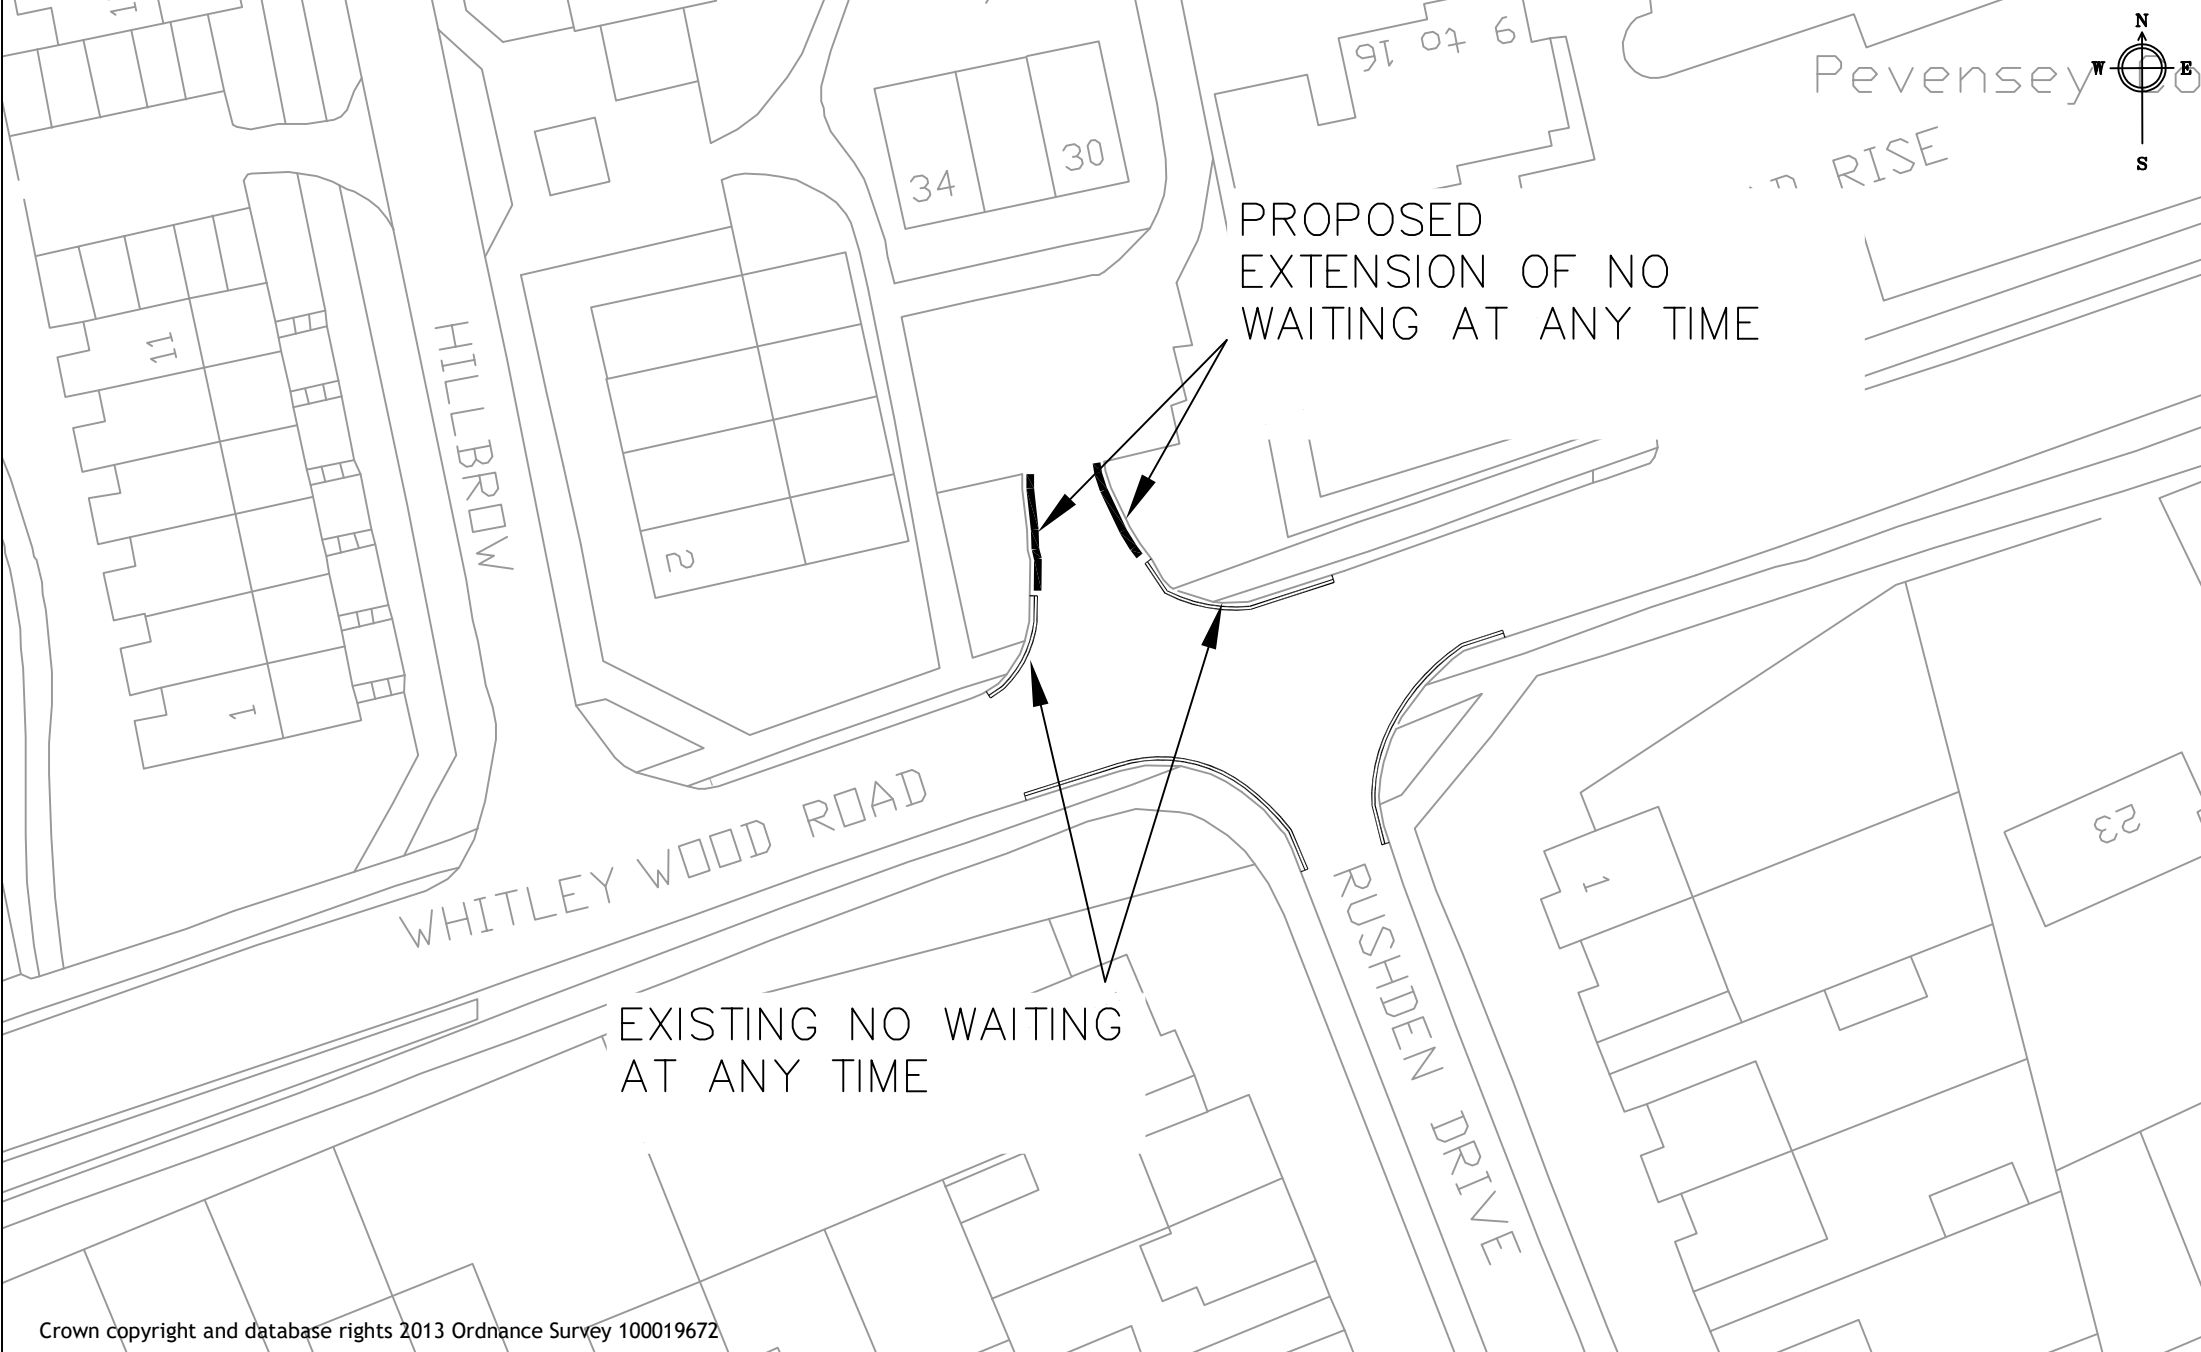 N
W E
S
11
9 to 16
Pevensey Co
RISE
34
30
PROPOSED
EXTENSION OF NO
WAITING AT ANY TIME
11
HILLBROW
2
1
WHITLEY WOOD ROAD
23
1
RUSHDEN DRIVE
EXISTING NO WAITING
AT ANY TIME
Crown copyright and database rights 2013 Ordnance Survey 100019672